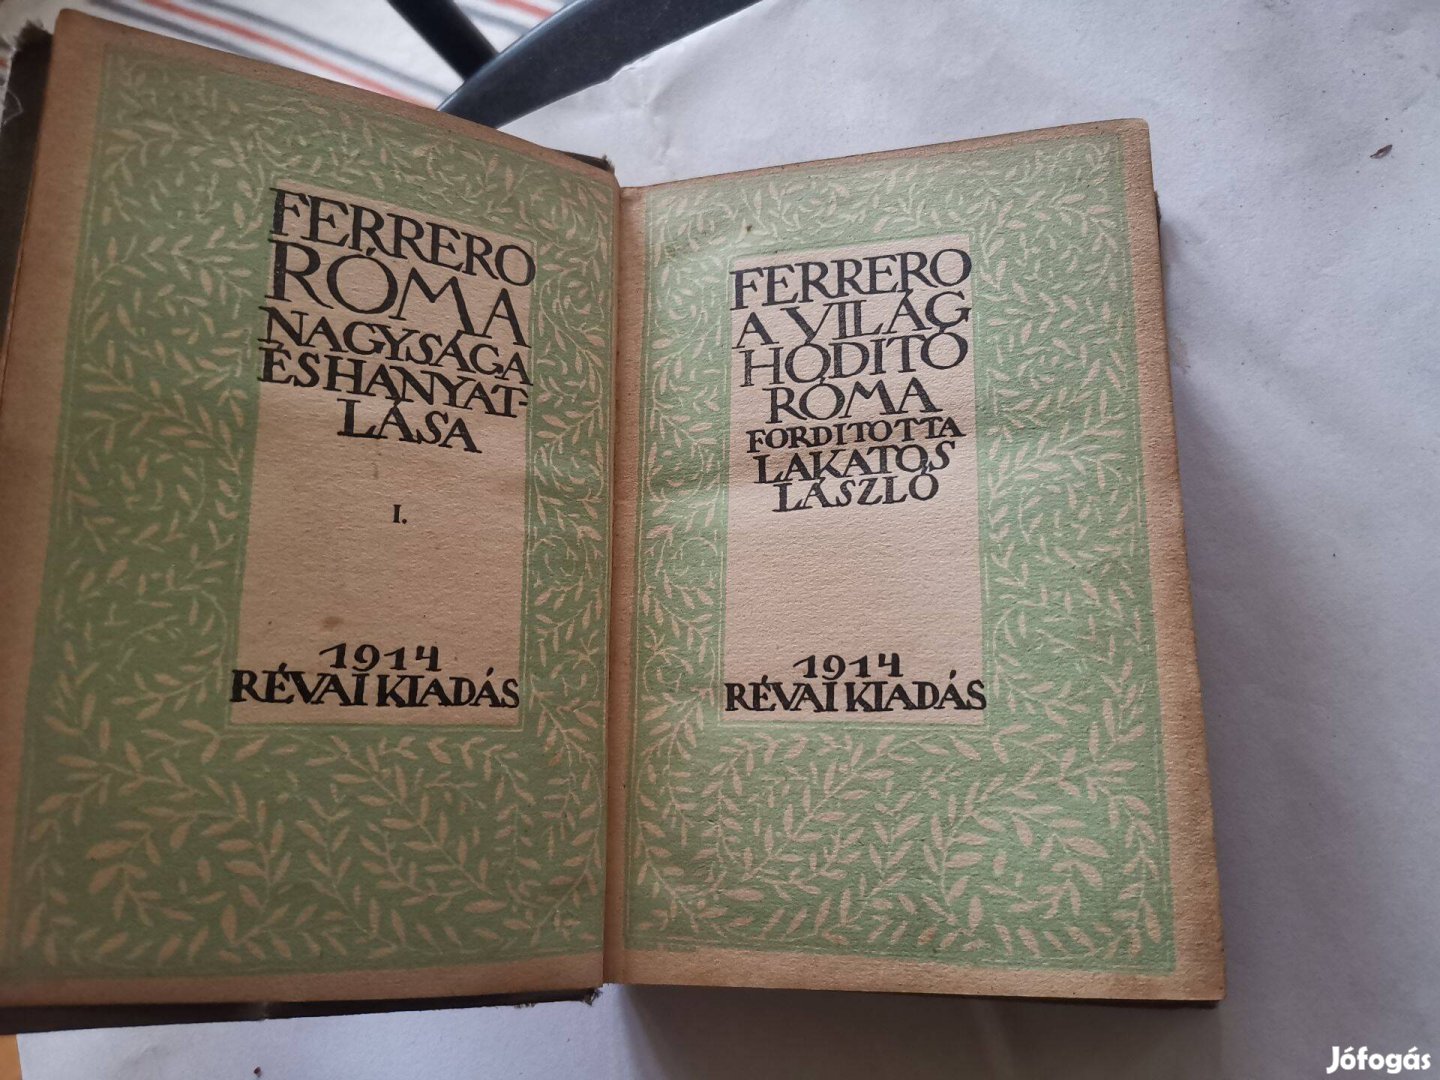 FERRERO
RÓMA
NAGYSÁGA
ÉS HANYAT-
LÁSA
I.
1914
RÉVAI KIADÁS
FERRERO
A VILÁG
HÓDITÓ
RÓMA
FORDITOTTA
LAKATOS
LÁSZLÓ
1914
RÉVAI KIADÁS
Jófogás